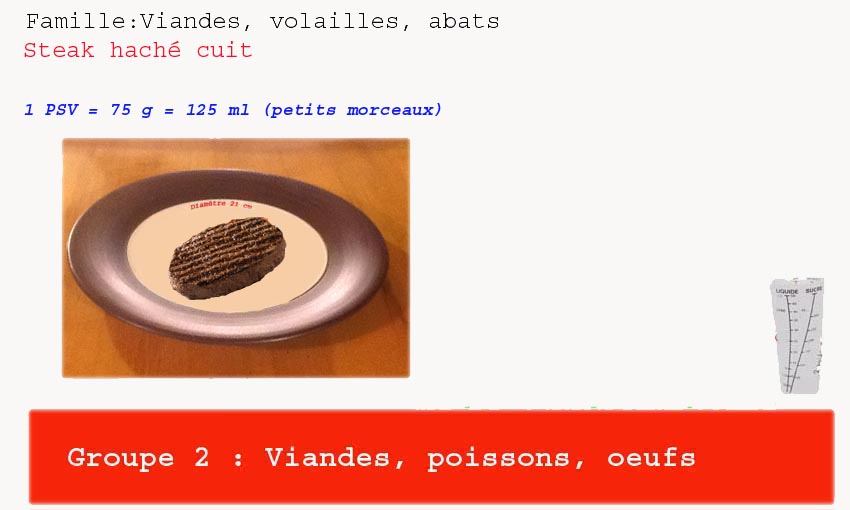 Famille:Viandes, volailles, abats
Steak haché cuit
1 PSV = 75 g = 125 ml (petits morceaux)
Diamètre 21 cm
LIQUIDE SUCRE
Groupe 2 : Viandes, poissons, oeufs